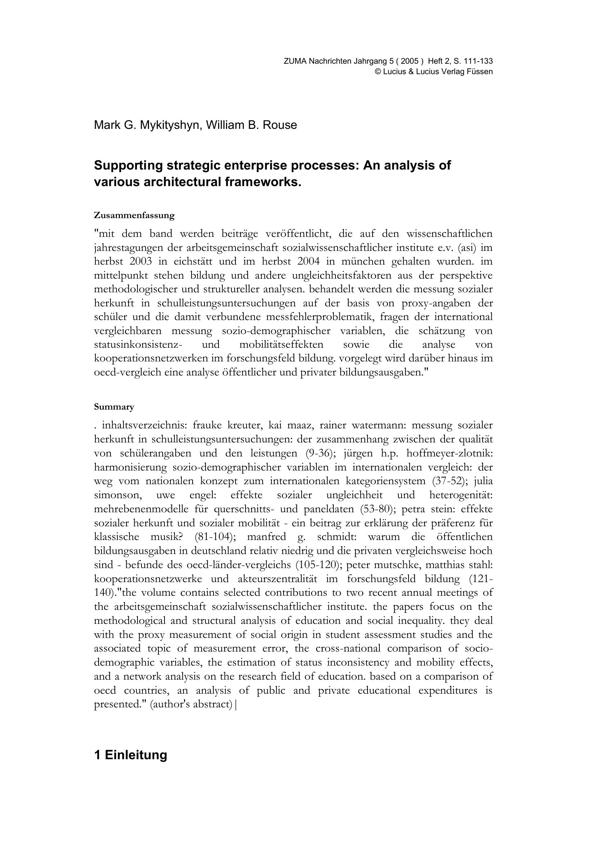 ZUMA Nachrichten Jahrgang 5 ( 2005 )  Heft 2, S. 111-133
© Lucius & Lucius Verlag Füssen
Mark G. Mykityshyn, William B. Rouse
Supporting strategic enterprise processes: An analysis of
various architectural frameworks.
Zusammenfassung
"mit dem band werden beiträge veröffentlicht, die auf den wissenschaftlichen
jahrestagungen der arbeitsgemeinschaft sozialwissenschaftlicher institute e.v. (asi) im
herbst 2003 in eichstätt und im herbst 2004 in münchen gehalten wurden. im
mittelpunkt stehen bildung und andere ungleichheitsfaktoren aus der perspektive
methodologischer und struktureller analysen. behandelt werden die messung sozialer
herkunft in schulleistungsuntersuchungen auf der basis von proxy-angaben der
schüler und die damit verbundene messfehlerproblematik, fragen der international
vergleichbaren messung sozio-demographischer variablen, die schätzung von
statusinkonsistenz- und mobilitätseffekten sowie die analyse von
kooperationsnetzwerken im forschungsfeld bildung. vorgelegt wird darüber hinaus im
oecd-vergleich eine analyse öffentlicher und privater bildungsausgaben."
Summary
. inhaltsverzeichnis: frauke kreuter, kai maaz, rainer watermann: messung sozialer
herkunft in schulleistungsuntersuchungen: der zusammenhang zwischen der qualität
von schülerangaben und den leistungen (9-36); jürgen h.p. hoffmeyer-zlotnik:
harmonisierung sozio-demographischer variablen im internationalen vergleich: der
weg vom nationalen konzept zum internationalen kategoriensystem (37-52); julia
simonson, uwe engel: effekte sozialer ungleichheit und heterogenität:
mehrebenenmodelle für querschnitts- und paneldaten (53-80); petra stein: effekte
sozialer herkunft und sozialer mobilität - ein beitrag zur erklärung der präferenz für
klassische musik? (81-104); manfred g. schmidt: warum die öffentlichen
bildungsausgaben in deutschland relativ niedrig und die privaten vergleichsweise hoch
sind - befunde des oecd-länder-vergleichs (105-120); peter mutschke, matthias stahl:
kooperationsnetzwerke und akteurszentralität im forschungsfeld bildung (121-
140)."the volume contains selected contributions to two recent annual meetings of
the arbeitsgemeinschaft sozialwissenschaftlicher institute. the papers focus on the
methodological and structural analysis of education and social inequality. they deal
with the proxy measurement of social origin in student assessment studies and the
associated topic of measurement error, the cross-national comparison of socio-
demographic variables, the estimation of status inconsistency and mobility effects,
and a network analysis on the research field of education. based on a comparison of
oecd countries, an analysis of public and private educational expenditures is
presented." (author's abstract)|
1 Einleitung